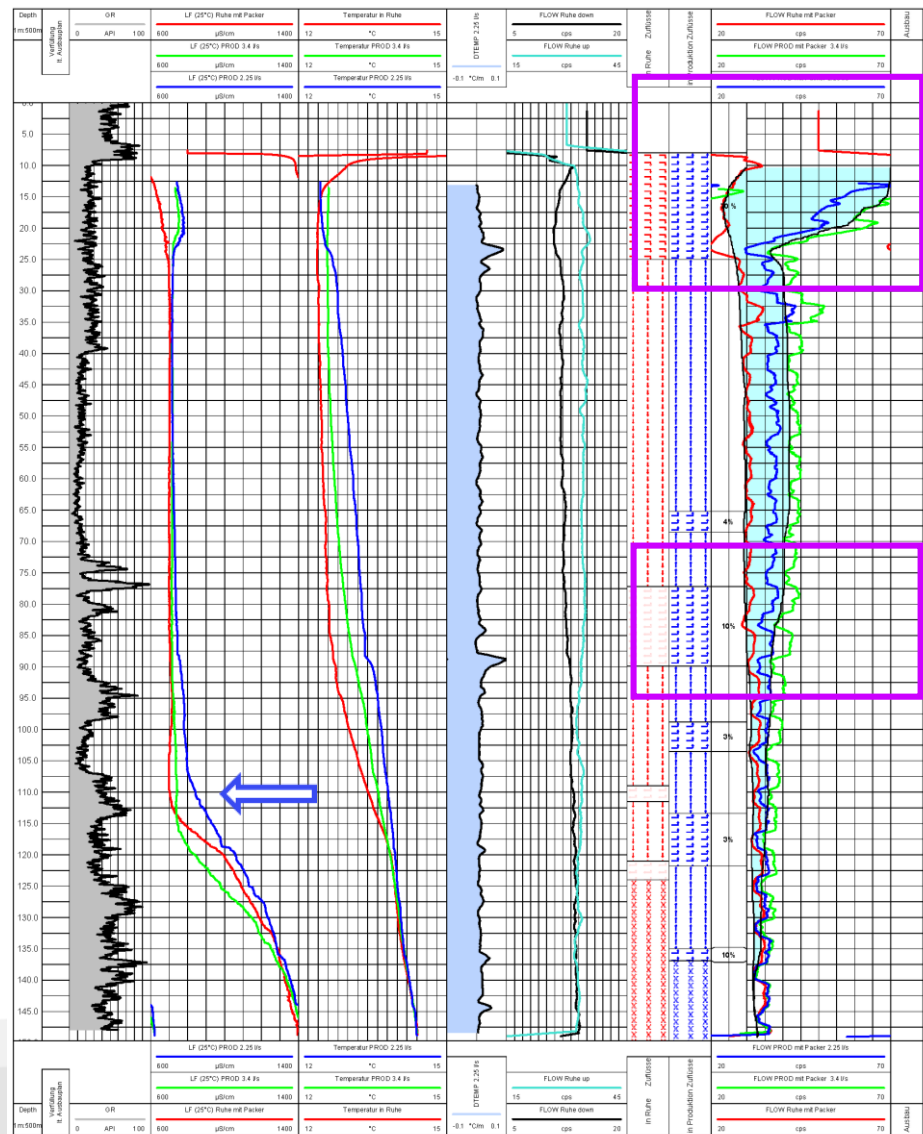 Depth
1m:500m
Verfüllung
lt. Ausbauplan
GR
0 API 100
LF (25°C) Ruhe mit Packer
600 µS/cm 1400
LF (25°C) PROD 3.4 l/s
600 µS/cm 1400
LF (25°C) PROD 2.25 l/s
600 µS/cm 1400
Temperatur in Ruhe
12 °C 15
Temperatur PROD 3.4 l/s
12 °C 15
Temperatur PROD 2.25 l/s
12 °C 15
DTEMP 2.25 l/s
-0.1 °C/m 0.1
FLOW Ruhe down
5 cps 20
FLOW Ruhe up
15 cps 45
Zuflüsse
in Ruhe
in Produktion Zuflüsse
FLOW Ruhe mit Packer
20 cps 70
FLOW PROD mit Packer 3.4 l/s
20 cps 70
20 cps 70
Ausbau
5.0
10.0
15.0
20.0
25.0
30.0
35.0
40.0
45.0
50.0
55.0
60.0
65.0
70.0
75.0
80.0
85.0
90.0
95.0
100.0
105.0
110.0
115.0
120.0
125.0
130.0
135.0
140.0
145.0
4%
10%
3%
3%
10%
LF (25°C) PROD 2.25 l/s
600 µS/cm 1400
LF (25°C) PROD 3.4 l/s
600 µS/cm 1400
LF (25°C) Ruhe mit Packer
600 µS/cm 1400
Temperatur PROD 2.25 l/s
12 °C 15
Temperatur PROD 3.4 l/s
12 °C 15
Temperatur in Ruhe
12 °C 15
DTEMP 2.25 l/s
-0.1 °C/m 0.1
FLOW Ruhe up
15 cps 45
FLOW Ruhe down
5 cps 20
Zuflüsse
in Ruhe
in Produktion Zuflüsse
FLOW PROD mit Packer 2.25 l/s
20 cps 70
FLOW PROD mit Packer 3.4 l/s
20 cps 70
FLOW Ruhe mit Packer
20 cps 70
Ausbau
Depth
1m:500m
Verfüllung
lt. Ausbauplan
GR
0 API 100